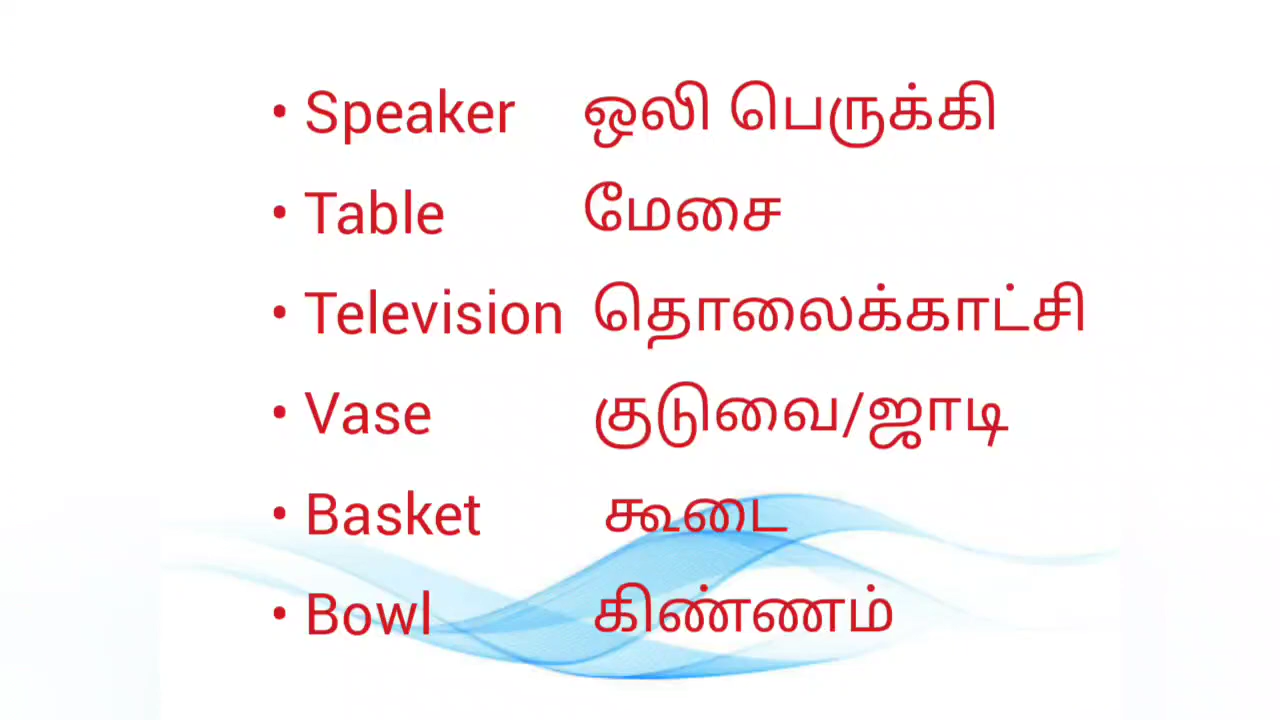 • Speaker ஒலி பெருக்கி
• Table மேசை
• Television தொலைக்காட்சி
• Vase குடுவை/ஜாடி
• Basket கூடை
• Bowl கிண்ணம்